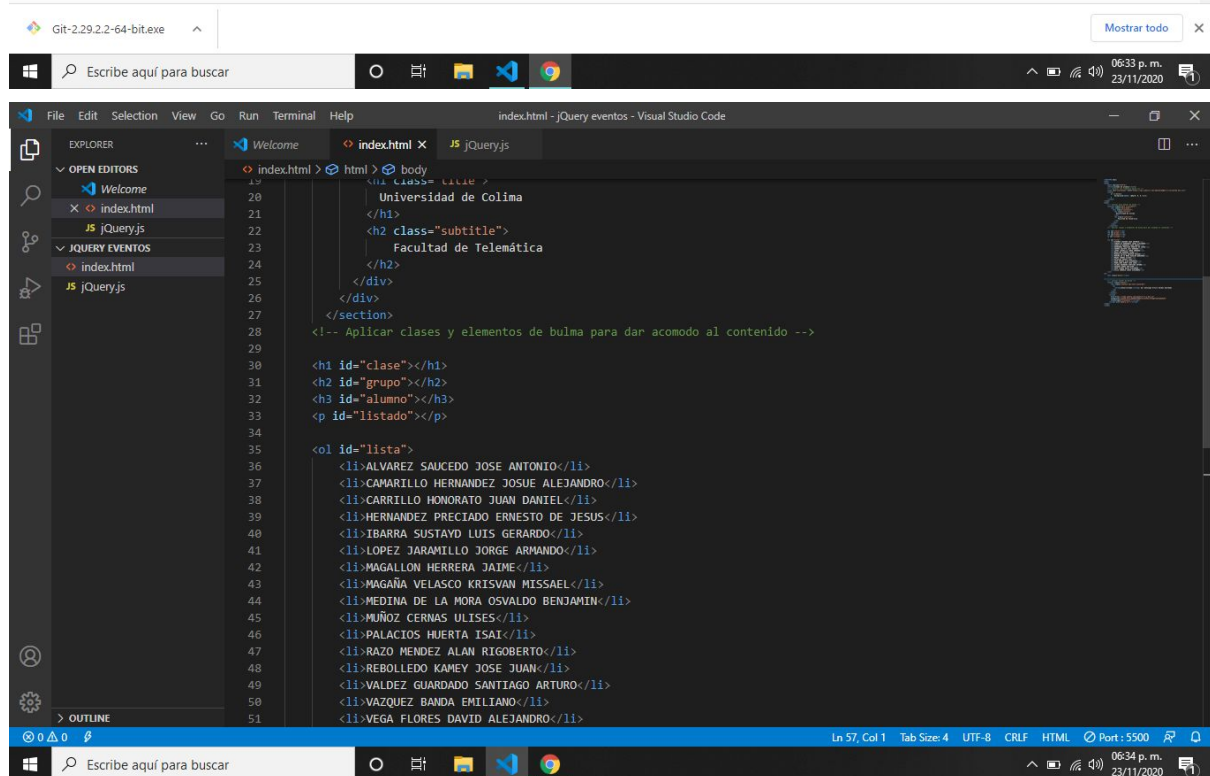 Git-2.29.2.2-64-bit.exe
Mostrar todo
Escribe aquí para buscar
06:33 p. m.
23/11/2020
1
File Edit Selection View Go Run Terminal Help
index.html - jQuery eventos - Visual Studio Code
EXPLORER
OPEN EDITORS
Welcome
index.html
JS jQuery.js
JQUERY EVENTOS
index.html
JS jQuery.js
OUTLINE
Welcome
index.html
JS jQuery.js
index.html > html > body
19 <h1 class="title">
20 Universidad de Colima
21 </h1>
22 <h2 class="subtitle">
23 Facultad de Telemática
24 </h2>
25 </div>
26 </div>
27 </section>
28 <!-- Aplicar clases y elementos de bulma para dar acomodo al contenido -->
29
30 <h1 id="clase"></h1>
31 <h2 id="grupo"></h2>
32 <h3 id="alumno"></h3>
33 <p id="listado"></p>
34
35 <ol id="lista">
36 <li>ALVAREZ SAUCEDO JOSE ANTONIO</li>
37 <li>CAMARILLO HERNANDEZ JOSUE ALEJANDRO</li>
38 <li>CARRILLO HONORATO JUAN DANIEL</li>
39 <li>HERNANDEZ PRECIADO ERNESTO DE JESUS</li>
40 <li>IBARRA SUSTAYD LUIS GERARDO</li>
41 <li>LOPEZ JARAMILLO JORGE ARMANDO</li>
42 <li>MAGALLON HERRERA JAIME</li>
43 <li>MAGAÑA VELASCO KRISVAN MISSAEL</li>
44 <li>MEDINA DE LA MORA OSVALDO BENJAMIN</li>
45 <li>MUÑOZ CERNAS ULISES</li>
46 <li>PALACIOS HUERTA ISAI</li>
47 <li>RAZO MENDEZ ALAN RIGOBERTO</li>
48 <li>REBOLLEDO KAMEY JOSE JUAN</li>
49 <li>VALDEZ GUARDADO SANTIAGO ARTURO</li>
50 <li>VAZQUEZ BANDA EMILIANO</li>
51 <li>VEGA FLORES DAVID ALEJANDRO</li>
0 0
Ln 57, Col 1 Tab Size: 4 UTF-8 CRLF HTML Port : 5500
Escribe aquí para buscar
06:34 p. m.
23/11/2020
1